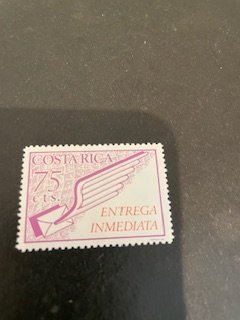 COSTA RICA
75
CTS.
ENTREGA
INMEDIATA